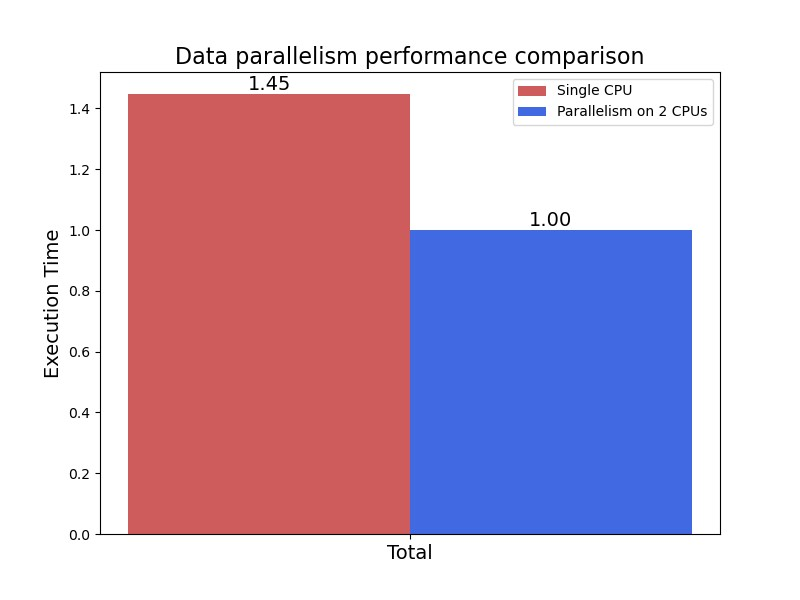 Data parallelism performance comparison
1.45
Single CPU
Parallelism on 2 CPUs
1.00
Execution Time
1.4
1.2
1.0
0.8
0.6
0.4
0.2
0.0
Total